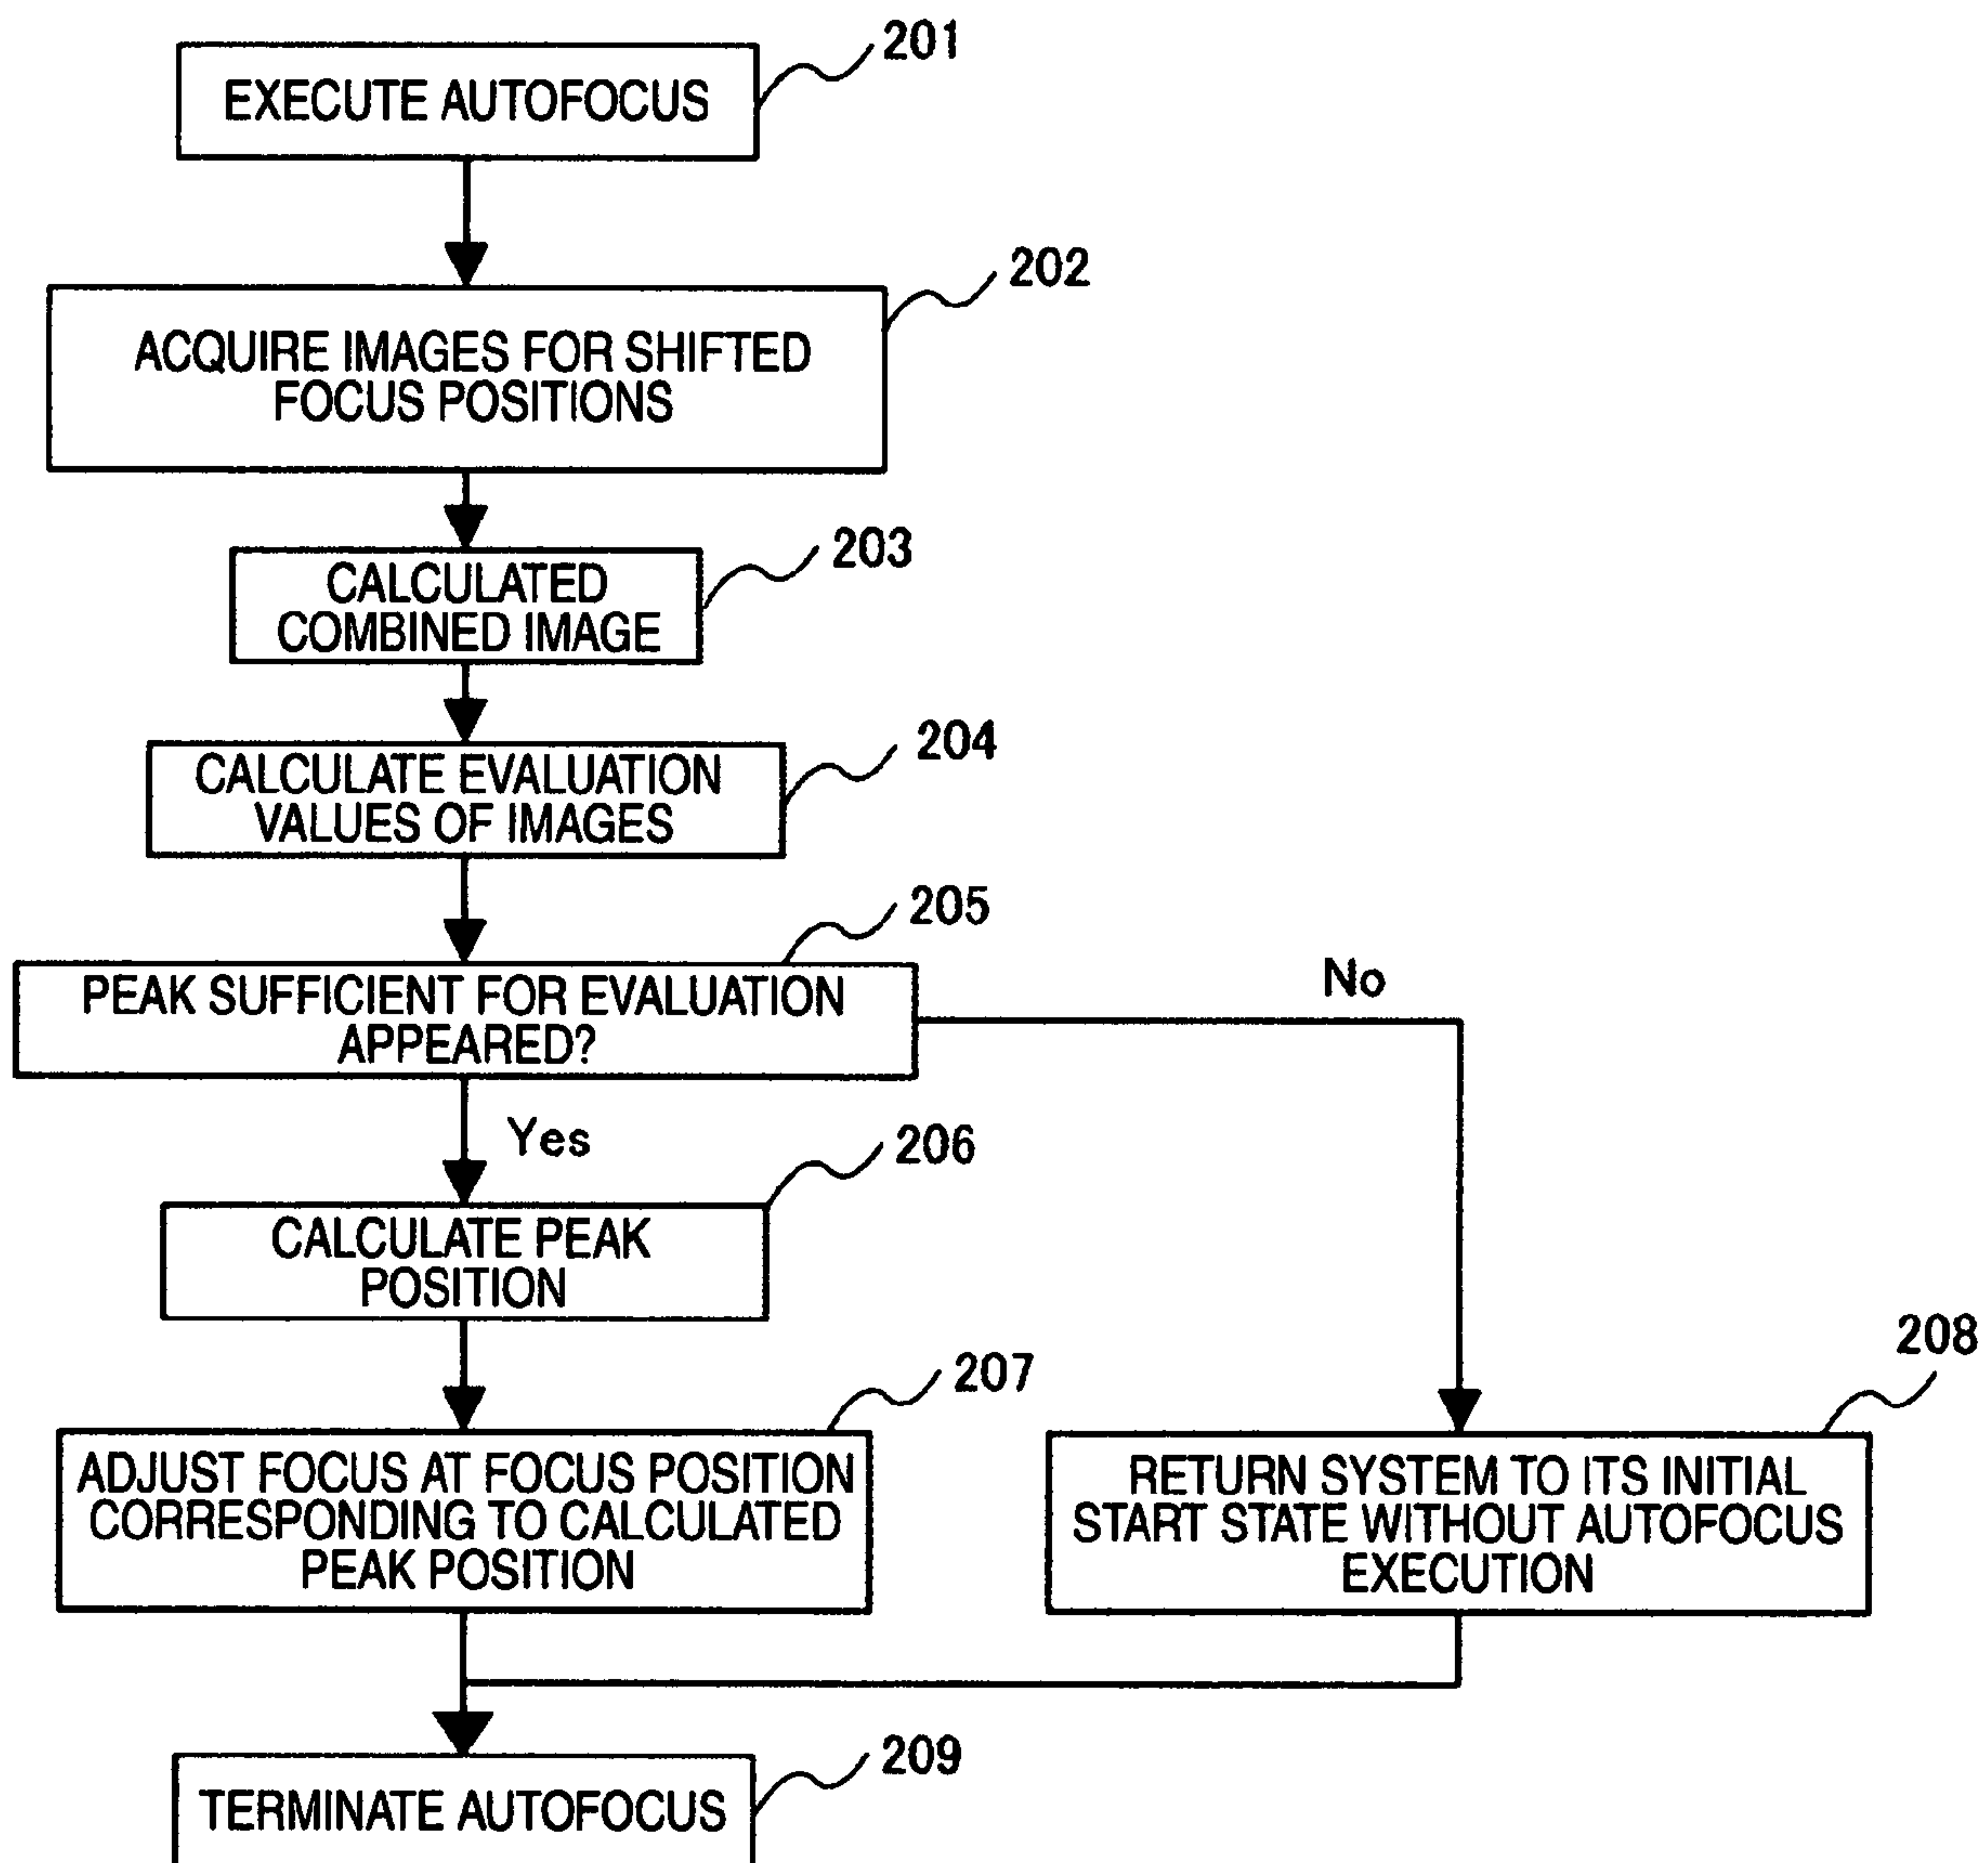 201
EXECUTE AUTOFOCUS
202
ACQUIRE IMAGES FOR SHIFTED
FOCUS POSITIONS
203
CALCULATED
COMBINED IMAGE
204
CALCULATE EVALUATION
VALUES OF IMAGES
205
PEAK SUFFICIENT FOR EVALUATION
APPEARED?
No
Yes
206
CALCULATE PEAK
POSITION
207
ADJUST FOCUS AT FOCUS POSITION
CORRESPONDING TO CALCULATED
PEAK POSITION
208
RETURN SYSTEM TO ITS INITIAL
START STATE WITHOUT AUTOFOCUS
EXECUTION
209
TERMINATE AUTOFOCUS